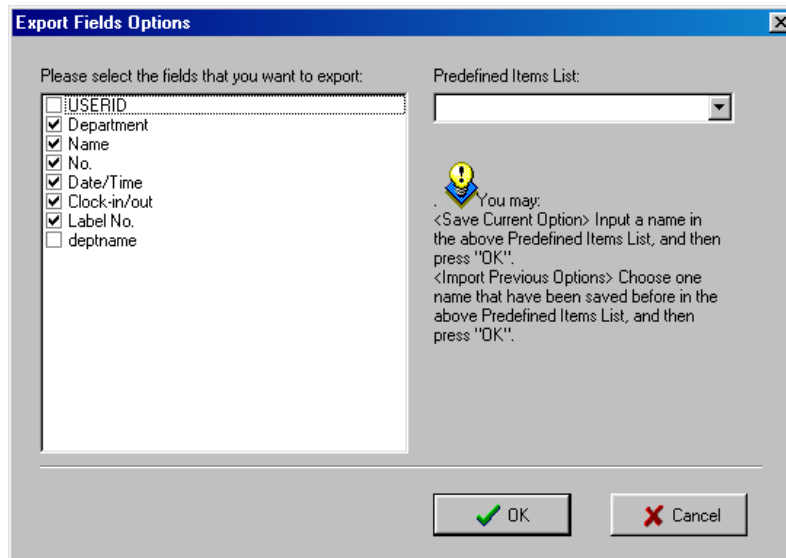 Export Fields Options
Please select the fields that you want to export:
USERID
Department
Name
No.
Date/Time
Clock-in/out
Label No.
deptname
Predefined Items List:
. You may:
<Save Current Option> Input a name in
the above Predefined Items List, and then
press "OK".
<Import Previous Options> Choose one
name that have been saved before in the
above Predefined Items List, and then
press "OK".
OK
Cancel